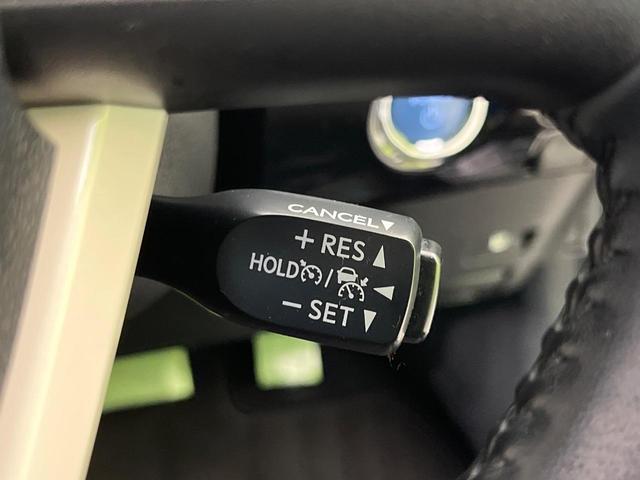 CANCEL▼
+ RES ▲
HOLD / ◀
− SET ▼